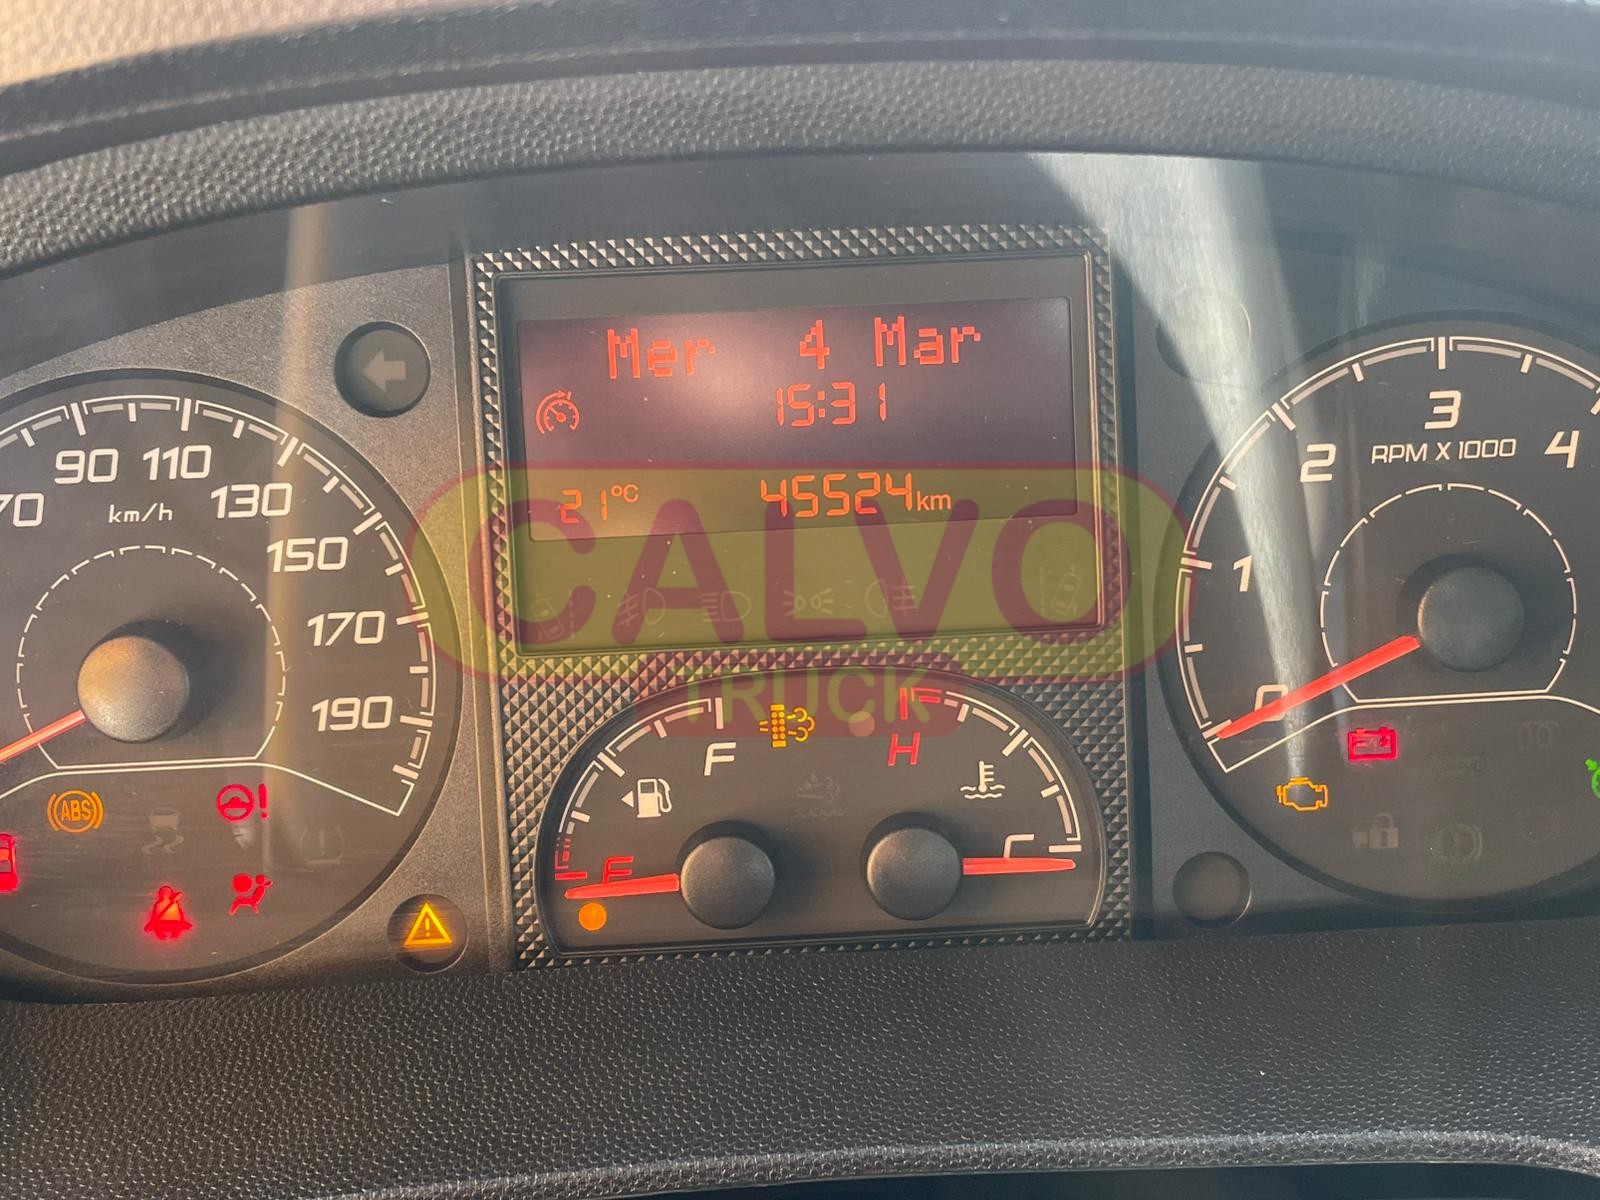 Mer 4 Mar
15:31
21°C 45524km
CALVO
TRUCK
70 90 110 130 150 170 190
km/h
0 1 2 3 4
RPM X 1000
F
E
H
C
ABS
!